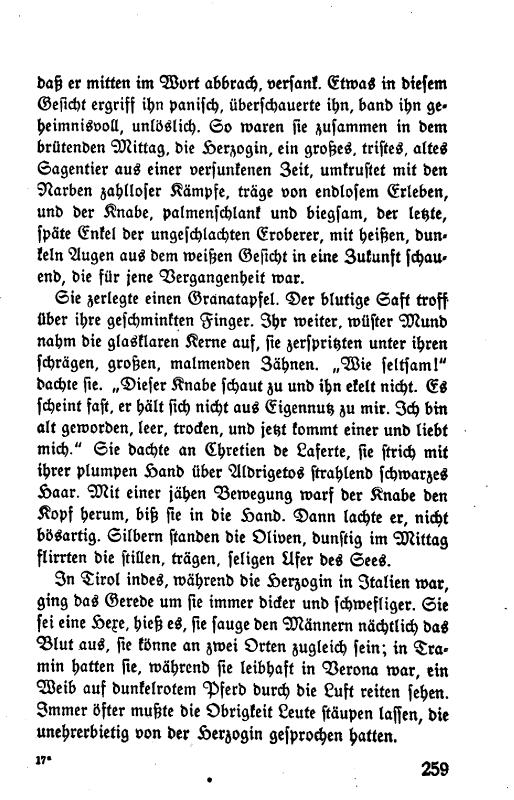 daß er mitten im Wort abbrach, versank. Etwas in diesem
Gesicht ergriff ihn panisch, überschauerte ihn, band ihn ge-
heimnisvoll, unlöslich. So waren sie zusammen in dem
brütenden Mittag, die Herzogin, ein großes, tristes, altes
Sagentier aus einer versunkenen Zeit, umkrustet mit den
Narben zahlloser Kämpfe, träge von endlosem Erleben,
und der Knabe, palmenschlank und biegsam, der letzte,
späte Enkel der ungeschlachten Eroberer, mit heißen, dun-
keln Augen aus dem weißen Gesicht in eine Zukunft schau-
end, die für jene Vergangenheit war.
Sie zerlegte einen Granatapfel. Der blutige Saft troff
über ihre geschminkten Finger. Ihr weiter, wüster Mund
nahm die glasklaren Kerne auf, sie zerspritzten unter ihren
schrägen, großen, malmenden Zähnen. „Wie seltsam!“
dachte sie. „Dieser Knabe schaut zu und ihn ekelt nicht. Es
scheint fast, er hält sich nicht aus Eigennutz zu mir. Ich bin
alt geworden, leer, trocken, und jetzt kommt einer und liebt
mich.“ Sie dachte an Chretien de Laferte, sie strich mit
ihrer plumpen Hand über Aldrigetos strahlend schwarzes
Haar. Mit einer jähen Bewegung warf der Knabe den
Kopf herum, biß sie in die Hand. Dann lachte er, nicht
bösartig. Silbern standen die Oliven, dunstig im Mittag
flirrten die stillen, trägen, seligen Ufer des Sees.
In Tirol indes, während die Herzogin in Italien war,
ging das Gerede um sie immer dicker und schwefliger. Sie
sei eine Hexe, hieß es, sie sauge den Männern nächtlich das
Blut aus, sie könne an zwei Orten zugleich sein; in Tra-
min hatten sie, während sie leibhaft in Verona war, ein
Weib auf dunkelrotem Pferd durch die Luft reiten sehen.
Immer öfter mußte die Obrigkeit Leute stäupen lassen, die
unehrerbietig von der Herzogin gesprochen hatten.
17*
259